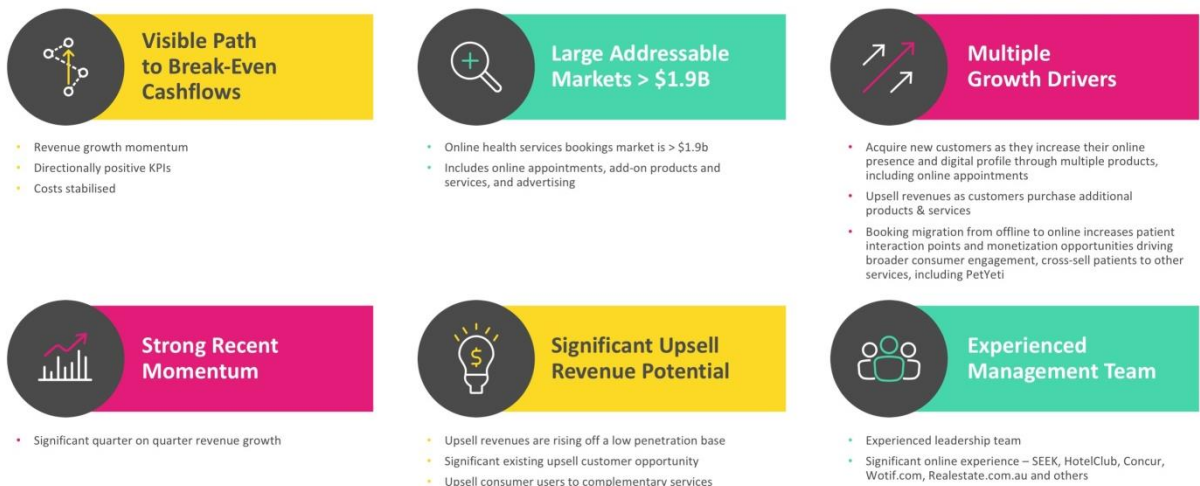 Visible Path
to Break-Even
Cashflows
• Revenue growth momentum
• Directionally positive KPIs
• Costs stabilised
Large Addressable
Markets > $1.9B
• Online health services bookings market is > $1.9b
• Includes online appointments, add-on products and
services, and advertising
Multiple
Growth Drivers
• Acquire new customers as they increase their online
presence and digital profile through multiple products,
including online appointments
• Upsell revenues as customers purchase additional
products & services
• Booking migration from offline to online increases patient
interaction points and monetization opportunities driving
broader consumer engagement, cross-sell patients to other
services, including PetYeti
Strong Recent
Momentum
• Significant quarter on quarter revenue growth
$
Significant Upsell
Revenue Potential
• Upsell revenues are rising off a low penetration base
• Significant existing upsell customer opportunity
• Upsell consumer users to complementary services
Experienced
Management Team
• Experienced leadership team
• Significant online experience – SEEK, HotelClub, Concur,
Wotif.com, Realestate.com.au and others